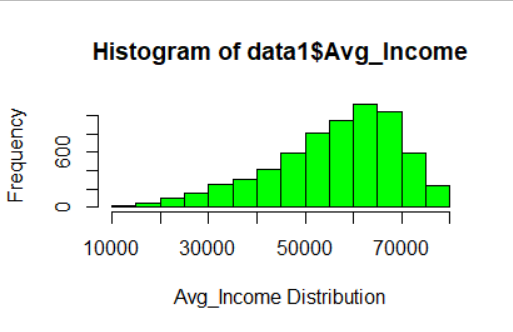 Histogram of data1$Avg_Income
Frequency
600
0
10000 30000 50000 70000
Avg_Income Distribution